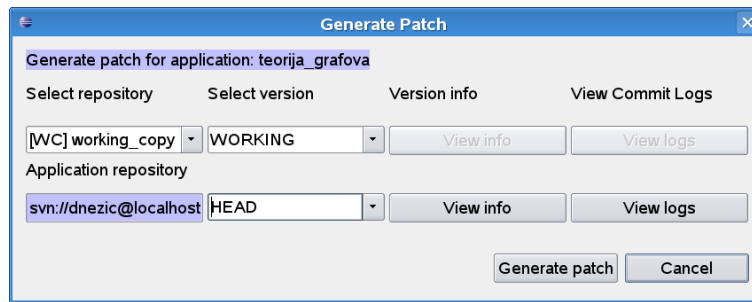 Generate Patch
Generate patch for application: teorija_grafova
Select repository Select version Version info View Commit Logs
[WC] working_copy WORKING View info View logs
Application repository
svn://dnezic@localhost HEAD View info View logs
Generate patch Cancel